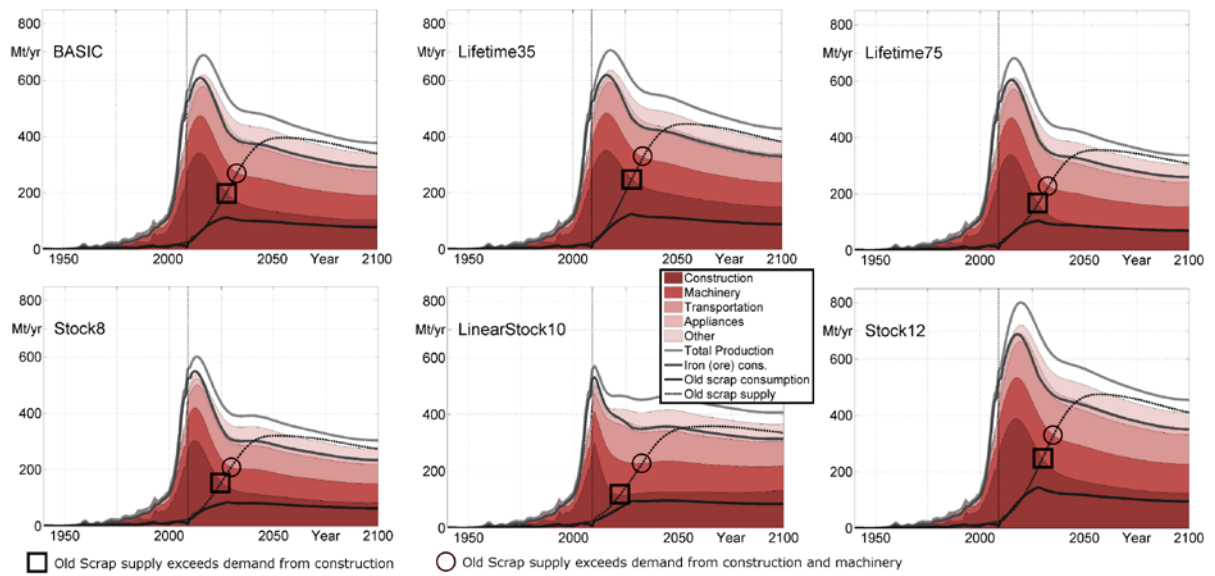 800
Mt/yr
BASIC
600
400
200
0
1950 2000 2050 Year 2100
800
Mt/yr
Lifetime35
600
400
200
0
1950 2000 2050 Year 2100
800
Mt/yr
Lifetime75
600
400
200
0
1950 2000 2050 Year 2100
800
Mt/yr
Stock8
600
400
200
0
1950 2000 2050 Year 2100
800
Mt/yr
LinearStock10
600
400
200
0
1950 2000 2050 Year 2100
Construction
Machinery
Transportation
Appliances
Other
Total Production
Iron (ore) cons.
Old scrap consumption
Old scrap supply
800
Mt/yr
Stock12
600
400
200
0
1950 2000 2050 Year 2100
Old Scrap supply exceeds demand from construction
Old Scrap supply exceeds demand from construction and machinery